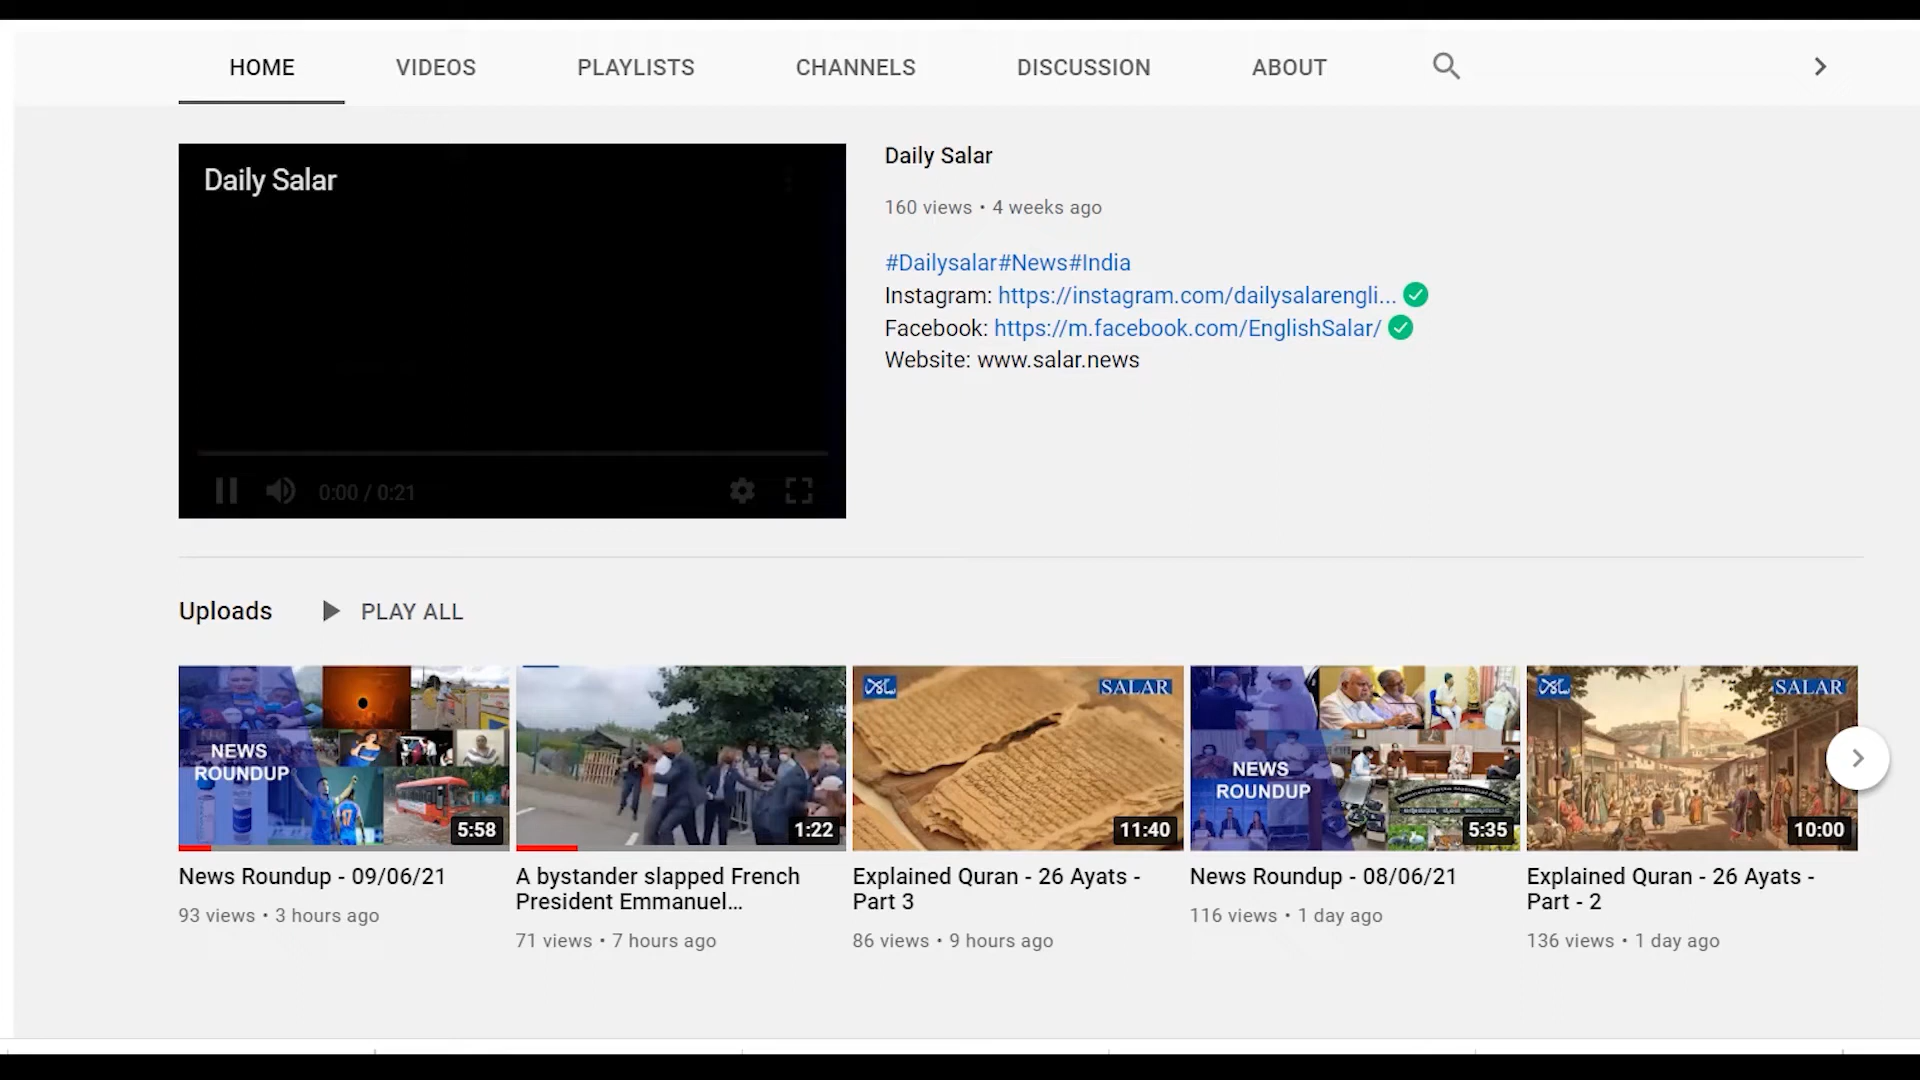 HOME VIDEOS PLAYLISTS CHANNELS DISCUSSION ABOUT
Daily Salar
0:00 / 0:21
Daily Salar
160 views • 4 weeks ago
#Dailysalar#News#India
Instagram: https://instagram.com/dailysalarengli...
Facebook: https://m.facebook.com/EnglishSalar/
Website: www.salar.news
Uploads PLAY ALL
NEWS
ROUNDUP
5:58
News Roundup - 09/06/21
93 views • 3 hours ago
1:22
A bystander slapped French
President Emmanuel...
71 views • 7 hours ago
سالار
SALAR
11:40
Explained Quran - 26 Ayats -
Part 3
86 views • 9 hours ago
NEWS
ROUNDUP
5:35
News Roundup - 08/06/21
116 views • 1 day ago
سالار
SALAR
10:00
Explained Quran - 26 Ayats -
Part - 2
136 views • 1 day ago